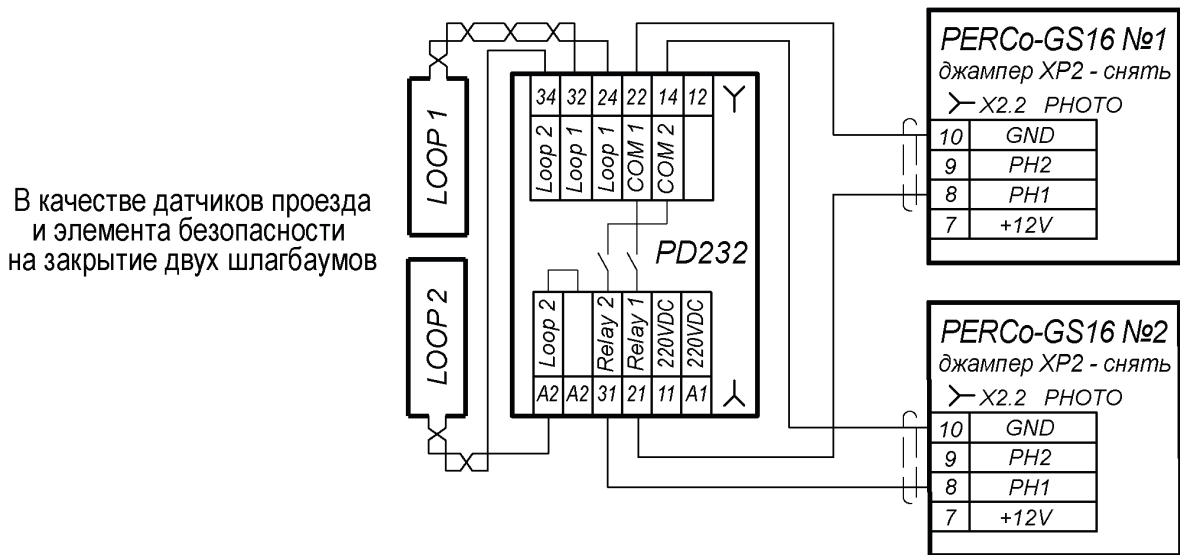 В качестве датчиков проезда
и элемента безопасности
на закрытие двух шлагбаумов
LOOP 1
LOOP 2
34 32 24 22 14 12
Loop 2
Loop 1
Loop 1
COM 1
COM 2
PD232
Loop 2
Relay 2
Relay 1
220VDC
220VDC
A2 A2 31 21 11 A1
PERCo-GS16 №1
джампер XP2 - снять
X2.2 PHOTO
10 GND
9 PH2
8 PH1
7 +12V
PERCo-GS16 №2
джампер XP2 - снять
X2.2 PHOTO
10 GND
9 PH2
8 PH1
7 +12V